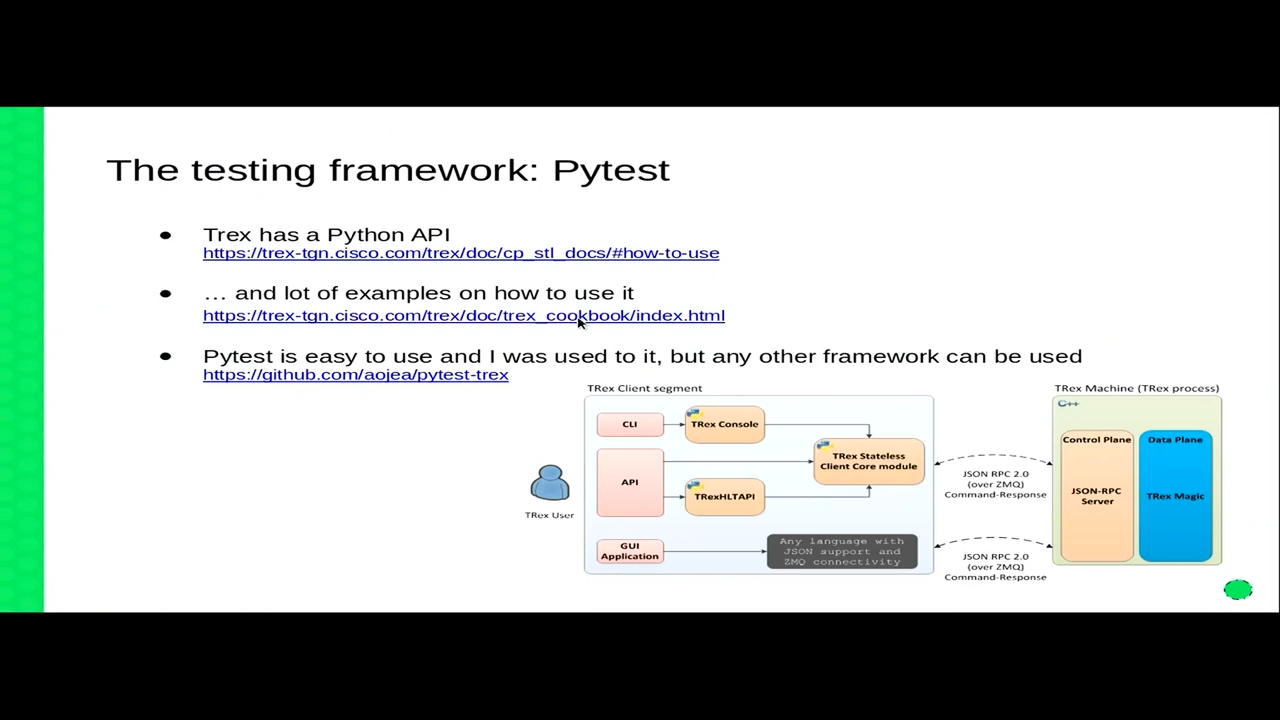 The testing framework: Pytest
● Trex has a Python API
https://trex-tgn.cisco.com/trex/doc/cp_stl_docs/#how-to-use
● … and lot of examples on how to use it
https://trex-tgn.cisco.com/trex/doc/trex_cookbook/index.html
● Pytest is easy to use and I was used to it, but any other framework can be used
https://github.com/aojea/pytest-trex
TRex Client segment
TRex User
CLI
TRex Console
API
TRexHLTAPI
TRex Stateless
Client Core module
GUI
Application
Any language with
JSON support and
ZMQ connectivity
JSON RPC 2.0
(over ZMQ)
Command-Response
JSON RPC 2.0
(over ZMQ)
Command-Response
TRex Machine (TRex process)
C++
Control Plane
JSON-RPC
Server
Data Plane
TRex Magic